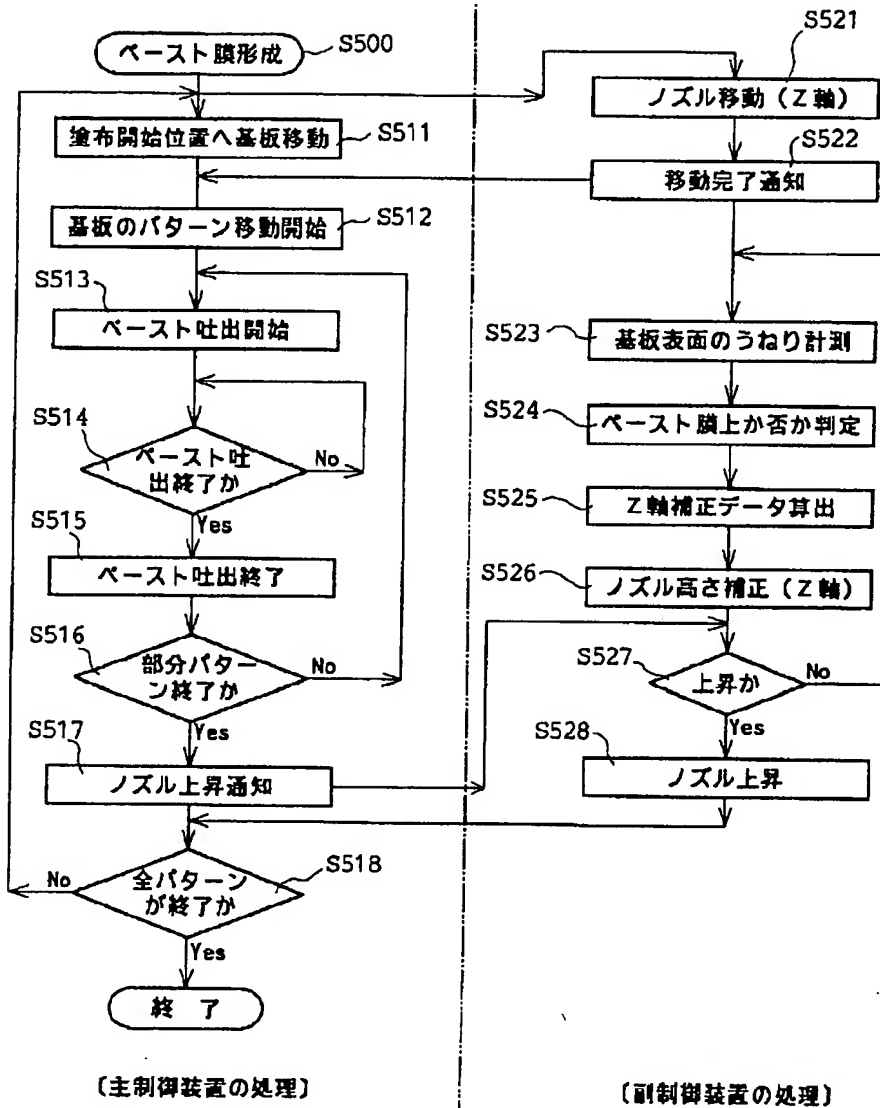 ペースト膜形成
S500
塗布開始位置へ基板移動
S511
基板のパターン移動開始
S512
S513
ペースト吐出開始
S514
ペースト吐
出終了か
No
Yes
S515
ペースト吐出終了
S516
部分パター
ン終了か
No
Yes
S517
ノズル上昇通知
S518
全パターン
が終了か
No
Yes
終 了
〔主制御装置の処理〕
S521
ノズル移動(Z軸)
S522
移動完了通知
S523
基板表面のうねり計測
S524
ペースト膜上か否か判定
S525
Z軸補正データ算出
S526
ノズル高さ補正(Z軸)
S527
上昇か
No
Yes
S528
ノズル上昇
〔副制御装置の処理〕